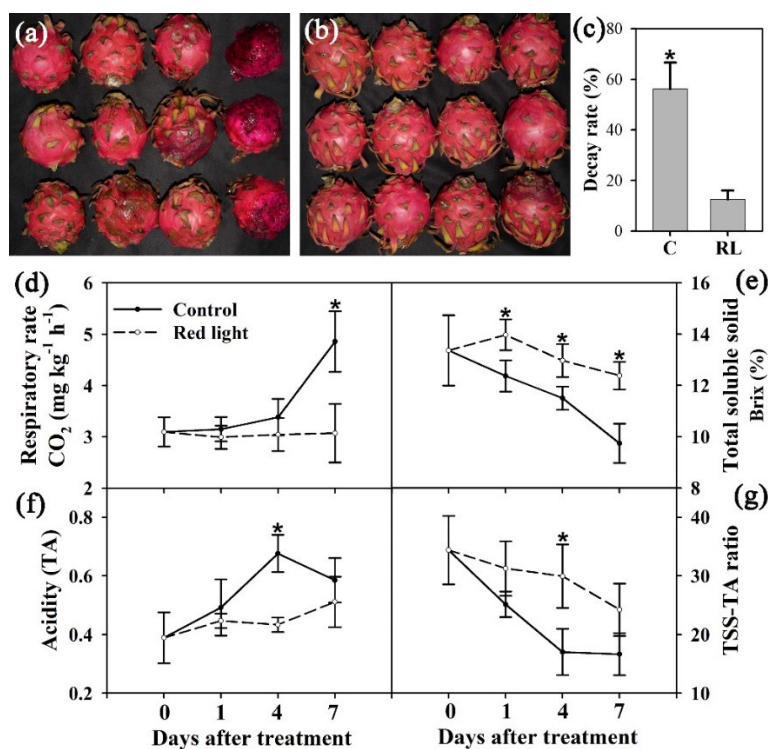 (a)
(b)
(c)
Decay rate (%)
80
60
40
20
0
*
C
RL
(d)
Control
Red light
Respiratory rate
CO₂ (mg kg⁻¹ h⁻¹)
6
5
4
3
2
*
(e)
Total soluble solid
Brix (%)
16
14
12
10
8
*
*
*
(f)
Acidity (TA)
0.8
0.6
0.4
0.2
*
0
1
4
7
Days after treatment
(g)
TSS-TA ratio
40
30
20
10
*
0
1
4
7
Days after treatment